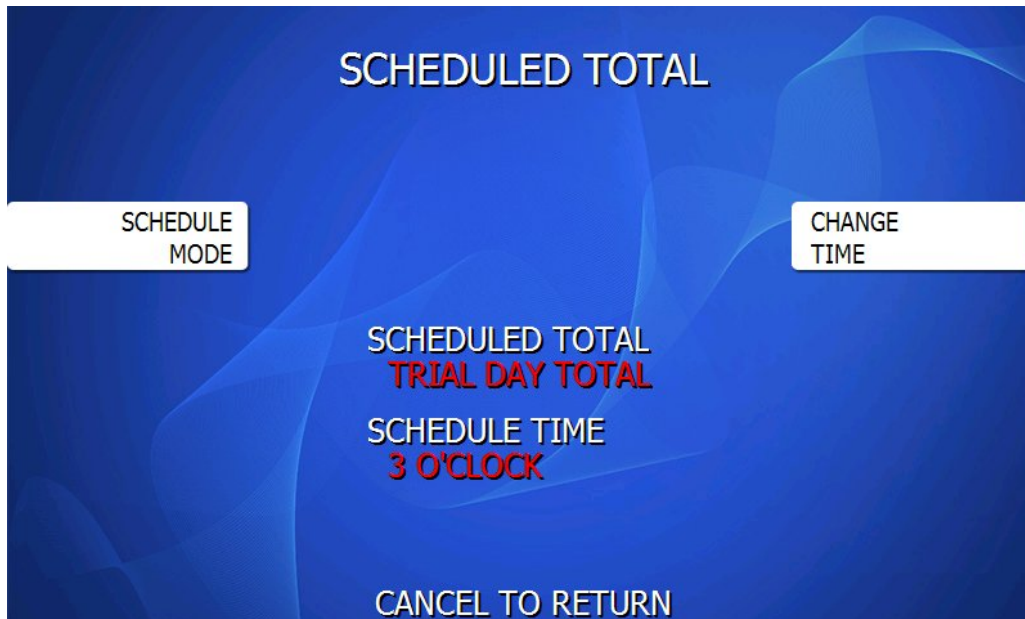 SCHEDULED TOTAL
SCHEDULE
MODE
CHANGE
TIME
SCHEDULED TOTAL
TRIAL DAY TOTAL
SCHEDULE TIME
3 O'CLOCK
CANCEL TO RETURN